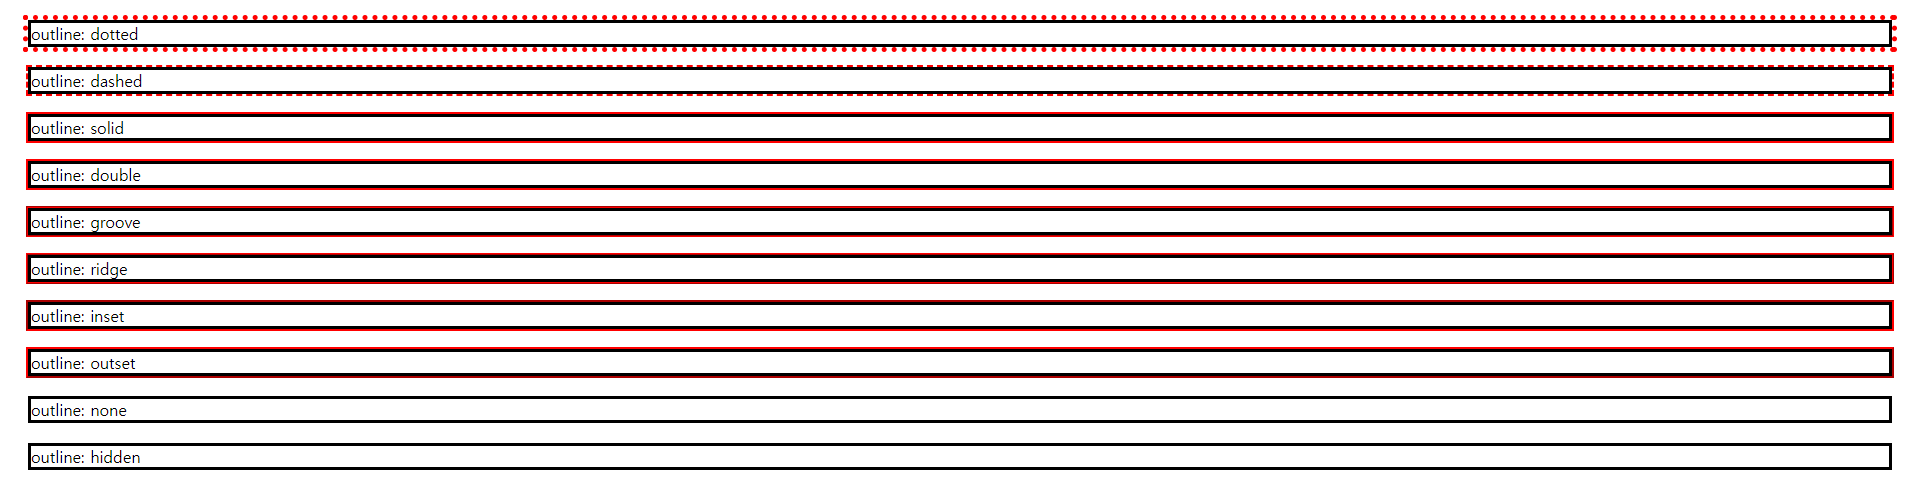 outline: dotted
outline: dashed
outline: solid
outline: double
outline: groove
outline: ridge
outline: inset
outline: outset
outline: none
outline: hidden